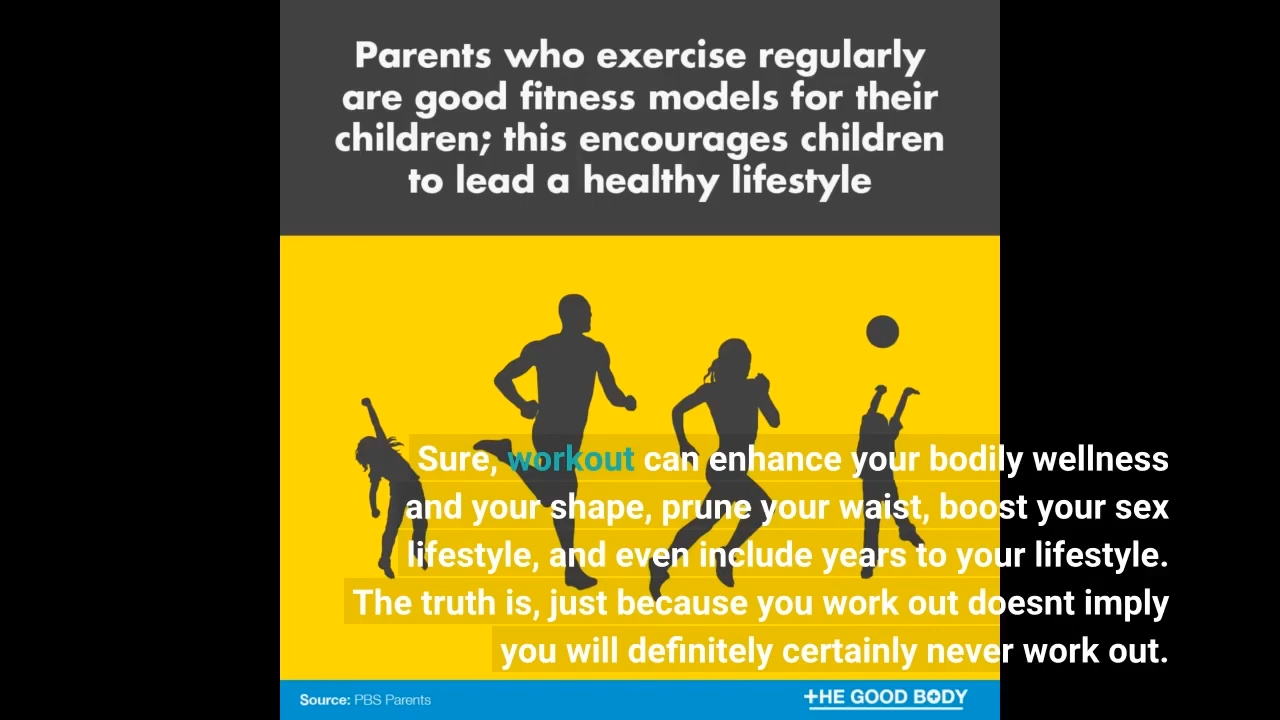 Parents who exercise regularly
are good fitness models for their
children; this encourages children
to lead a healthy lifestyle
Sure, workout can enhance your bodily wellness
and your shape, prune your waist, boost your sex
lifestyle, and even include years to your lifestyle.
The truth is, just because you work out doesnt imply
you will definitely certainly never work out.
Source: PBS Parents
THE GOOD BODY